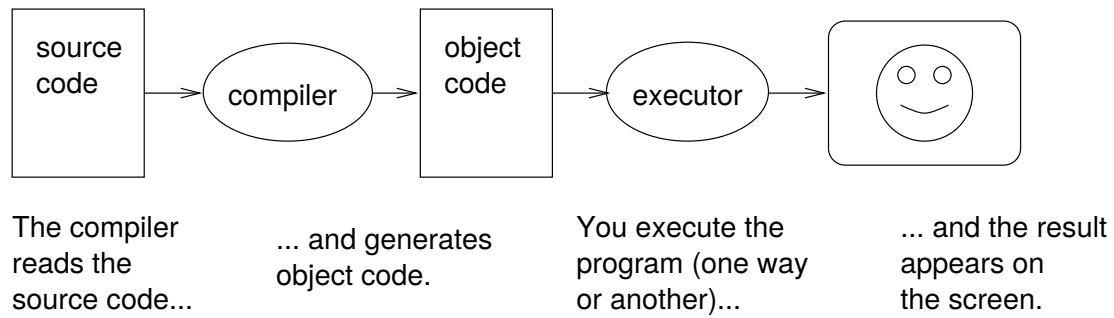 source
code
compiler
object
code
executor
The compiler
reads the
source code...
... and generates
object code.
You execute the
program (one way
or another)...
... and the result
appears on
the screen.